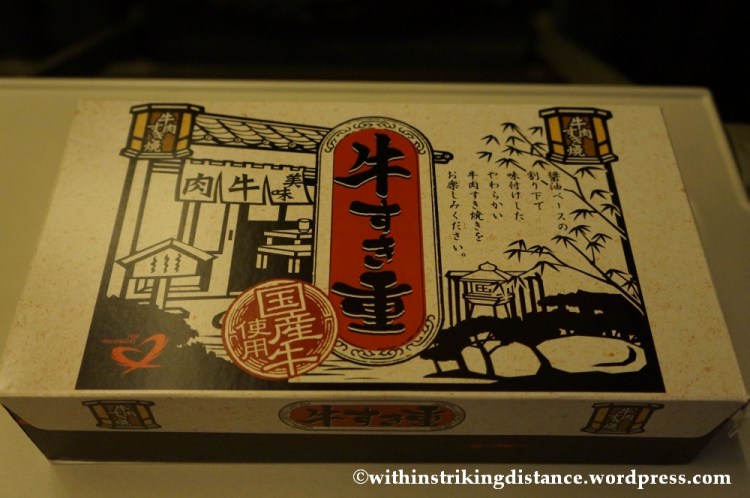 牛肉
すき焼
牛肉
すき焼
美味
牛
肉
牛すき重
醤油ベースの
割り下で
味付けした
やわらかい
牛肉すき焼きを
お楽しみください。
国産牛
使用
牛すき重
©withinstrikingdistance.wordpress.com